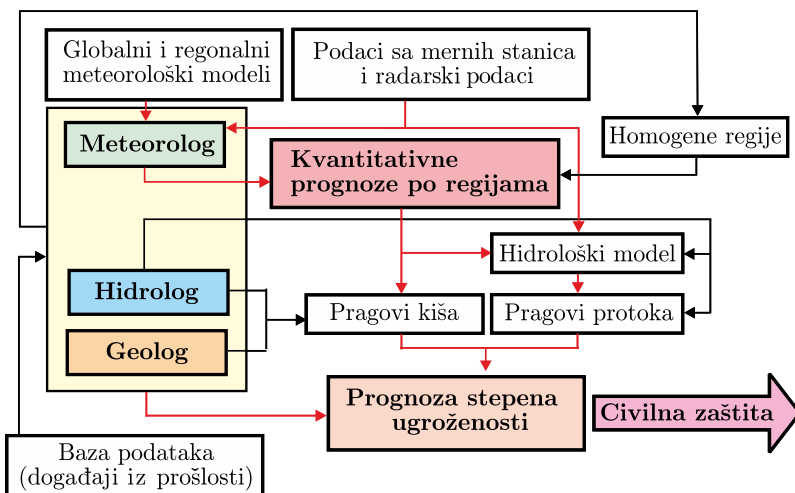 Globalni i regonalni
meteorološki modeli
Podaci sa mernih stanica
i radarski podaci
Meteorolog
Homogene regije
Kvantitativne
prognoze po regijama
Hidrološki model
Hidrolog
Pragovi kiša
Pragovi protoka
Geolog
Prognoza stepena
ugroženosti
Civilna zaštita
Baza podataka
(događaji iz prošlosti)